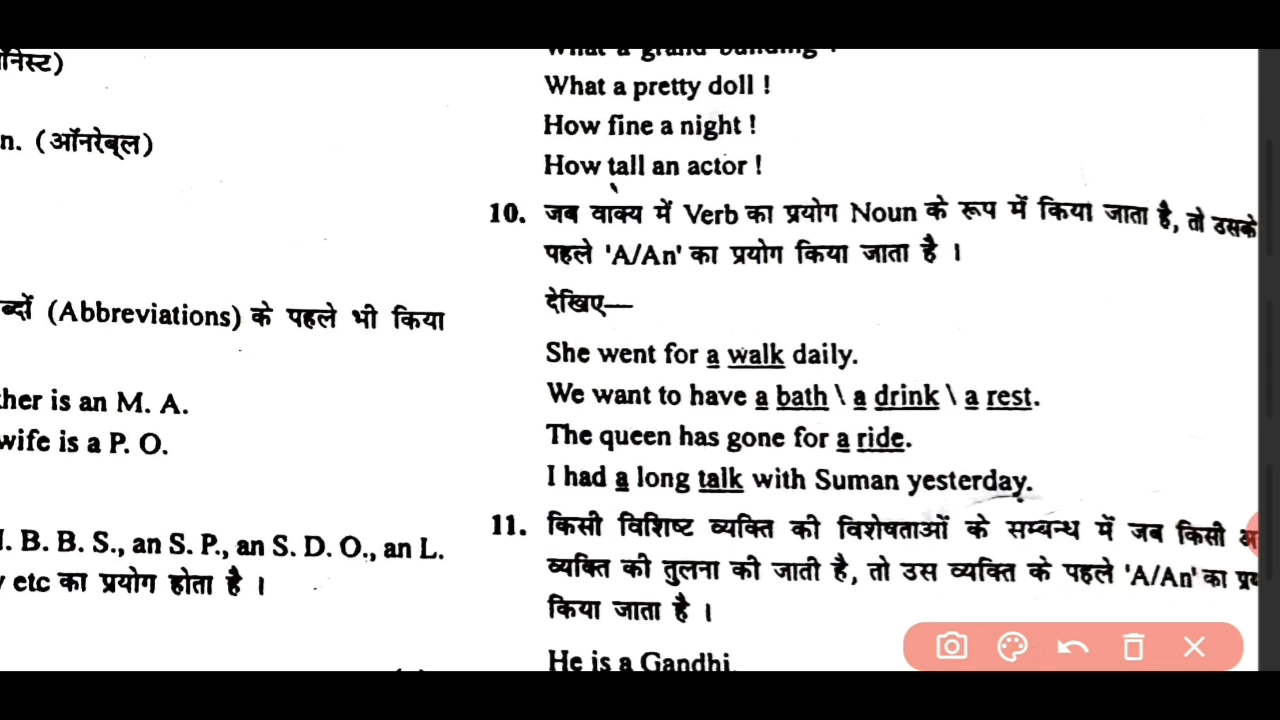 निस्ट)
n. (ऑनरेब्ल)
ब्दों (Abbreviations) के पहले भी किया
ther is an M. A.
wife is a P. O.
. B. B. S., an S. P., an S. D. O., an L.
etc का प्रयोग होता है ।
What a grand building !
What a pretty doll !
How fine a night !
How tall an actor !
10. जब वाक्य में Verb का प्रयोग Noun के रूप में किया जाता है, तो उसके
पहले 'A/An' का प्रयोग किया जाता है ।
देखिए—
She went for a walk daily.
We want to have a bath \ a drink \ a rest.
The queen has gone for a ride.
I had a long talk with Suman yesterday.
11. किसी विशिष्ट व्यक्ति की विशेषताओं के सम्बन्ध में जब किसी
व्यक्ति की तुलना की जाती है, तो उस व्यक्ति के पहले 'A/An' का प्र
किया जाता है ।
He is a Gandhi.